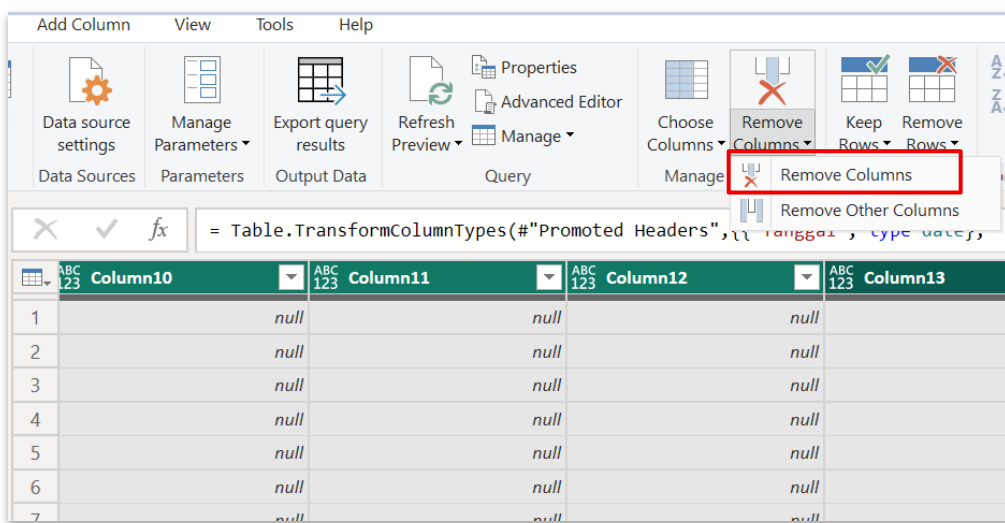 Add Column View Tools Help
Properties
Advanced Editor
Manage
Data source settings
Manage Parameters
Export query results
Refresh Preview
Choose Columns
Remove Columns
Keep Rows
Remove Rows
Data Sources Parameters Output Data Query Manage
Remove Columns
Remove Other Columns
fx = Table.TransformColumnTypes(#"Promoted Headers",{{"Tanggal", type date},
ABC 123 Column10 ABC 123 Column11 ABC 123 Column12 ABC 123 Column13
1 null null null
2 null null null
3 null null null
4 null null null
5 null null null
6 null null null
7 null null null